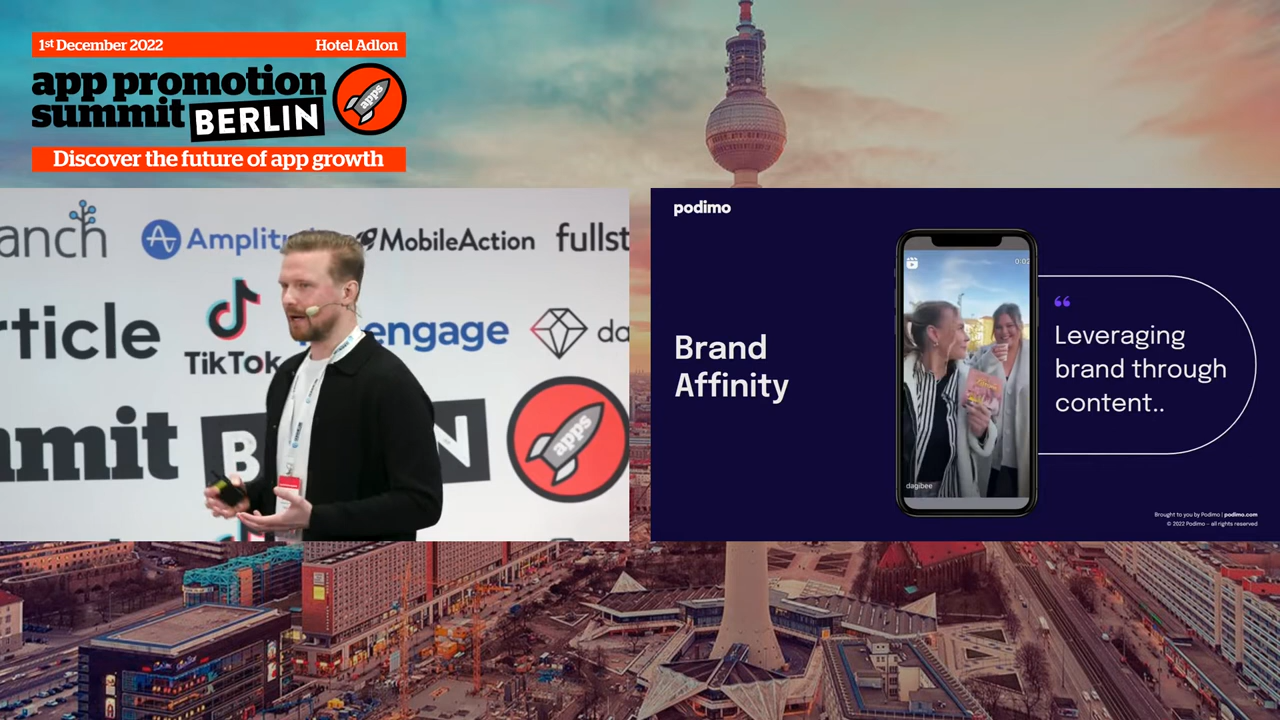 1st December 2022
Hotel Adlon
app promotion
summit BERLIN
apps
Discover the future of app growth
anch
Amplitu
MobileAction
fullst
rticle
TikTok
engage
da
mmit B N
apps
podimo
Brand
Affinity
0:02
dagibee
“
Leveraging
brand through
content..
Brought to you by Podimo | podimo.com
© 2022 Podimo – all rights reserved